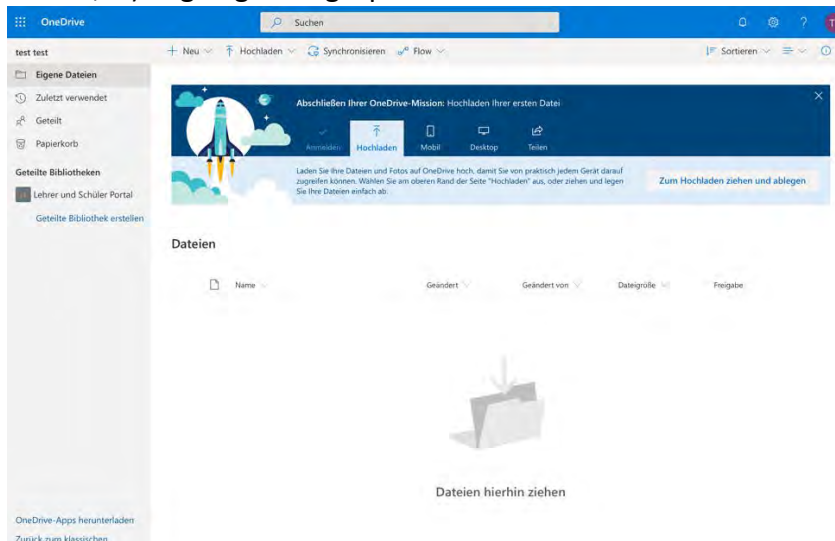 OneDrive
Suchen
?
T
test test
Neu
Hochladen
Synchronisieren
Flow
Sortieren
Eigene Dateien
Zuletzt verwendet
Geteilt
Papierkorb
Geteilte Bibliotheken
Lehrer und Schüler Portal
Geteilte Bibliothek erstellen
Abschließen Ihrer OneDrive-Mission: Hochladen Ihrer ersten Datei
Anmelden
Hochladen
Mobil
Desktop
Teilen
Laden Sie Ihre Dateien und Fotos auf OneDrive hoch, damit Sie von praktisch jedem Gerät darauf
zugreifen können. Wählen Sie am oberen Rand der Seite "Hochladen" aus, oder ziehen und legen
Sie Ihre Dateien einfach ab.
Zum Hochladen ziehen und ablegen
Dateien
Name
Geändert
Geändert von
Dateigröße
Freigabe
Dateien hierhin ziehen
OneDrive-Apps herunterladen
Zurück zum klassischen